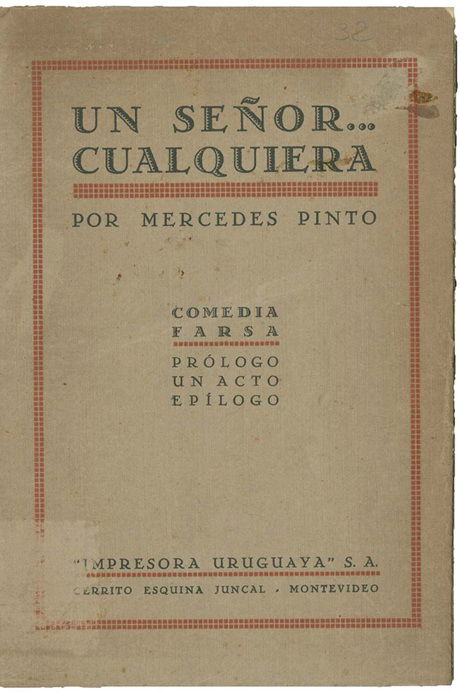 32
UN SEÑOR...
CUALQUIERA
POR MERCEDES PINTO
COMEDIA
FARSA
PRÓLOGO
UN ACTO
EPÍLOGO
"IMPRESORA URUGUAYA" S. A.
CERRITO ESQUINA JUNCAL - MONTEVIDEO